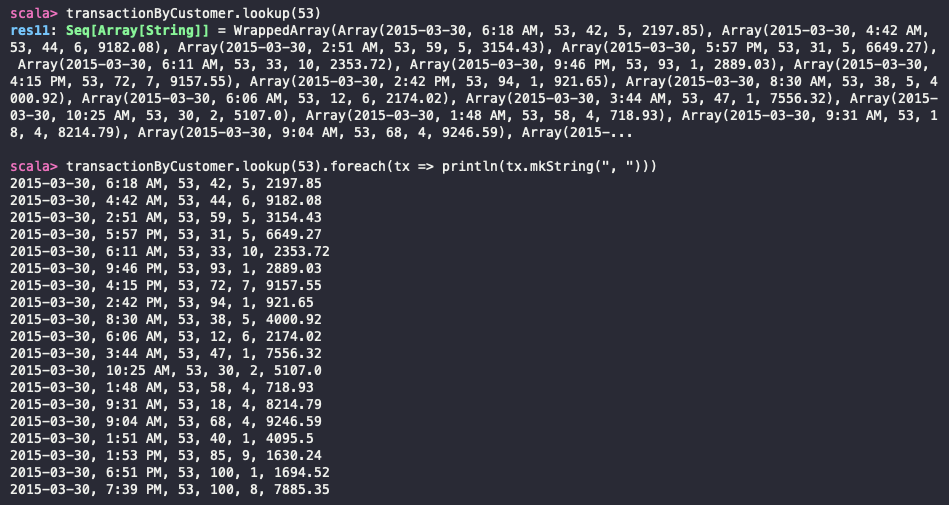 scala> transactionByCustomer.lookup(53)
res11: Seq[Array[String]] = WrappedArray(Array(2015-03-30, 6:18 AM, 53, 42, 5, 2197.85), Array(2015-03-30, 4:42 AM,
53, 44, 6, 9182.08), Array(2015-03-30, 2:51 AM, 53, 59, 5, 3154.43), Array(2015-03-30, 5:57 PM, 53, 31, 5, 6649.27),
Array(2015-03-30, 6:11 AM, 53, 33, 10, 2353.72), Array(2015-03-30, 9:46 PM, 53, 93, 1, 2889.03), Array(2015-03-30,
4:15 PM, 53, 72, 7, 9157.55), Array(2015-03-30, 2:42 PM, 53, 94, 1, 921.65), Array(2015-03-30, 8:30 AM, 53, 38, 5, 4
000.92), Array(2015-03-30, 6:06 AM, 53, 12, 6, 2174.02), Array(2015-03-30, 3:44 AM, 53, 47, 1, 7556.32), Array(2015-
03-30, 10:25 AM, 53, 30, 2, 5107.0), Array(2015-03-30, 1:48 AM, 53, 58, 4, 718.93), Array(2015-03-30, 9:31 AM, 53, 1
8, 4, 8214.79), Array(2015-03-30, 9:04 AM, 53, 68, 4, 9246.59), Array(2015-...
scala> transactionByCustomer.lookup(53).foreach(tx => println(tx.mkString(", ")))
2015-03-30, 6:18 AM, 53, 42, 5, 2197.85
2015-03-30, 4:42 AM, 53, 44, 6, 9182.08
2015-03-30, 2:51 AM, 53, 59, 5, 3154.43
2015-03-30, 5:57 PM, 53, 31, 5, 6649.27
2015-03-30, 6:11 AM, 53, 33, 10, 2353.72
2015-03-30, 9:46 PM, 53, 93, 1, 2889.03
2015-03-30, 4:15 PM, 53, 72, 7, 9157.55
2015-03-30, 2:42 PM, 53, 94, 1, 921.65
2015-03-30, 8:30 AM, 53, 38, 5, 4000.92
2015-03-30, 6:06 AM, 53, 12, 6, 2174.02
2015-03-30, 3:44 AM, 53, 47, 1, 7556.32
2015-03-30, 10:25 AM, 53, 30, 2, 5107.0
2015-03-30, 1:48 AM, 53, 58, 4, 718.93
2015-03-30, 9:31 AM, 53, 18, 4, 8214.79
2015-03-30, 9:04 AM, 53, 68, 4, 9246.59
2015-03-30, 1:51 AM, 53, 40, 1, 4095.5
2015-03-30, 1:53 PM, 53, 85, 9, 1630.24
2015-03-30, 6:51 PM, 53, 100, 1, 1694.52
2015-03-30, 7:39 PM, 53, 100, 8, 7885.35